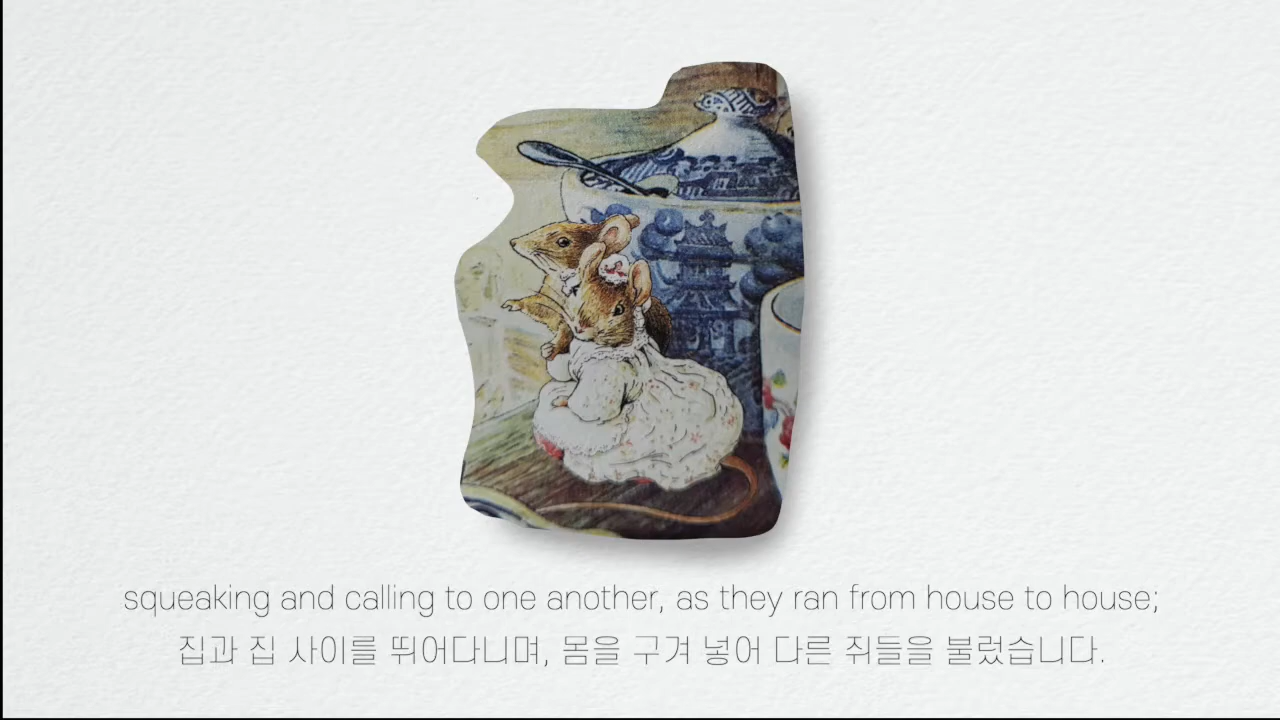 squeaking and calling to one another, as they ran from house to house;
집과 집 사이를 뛰어다니며, 몸을 구겨 넣어 다른 쥐들을 불렀습니다.